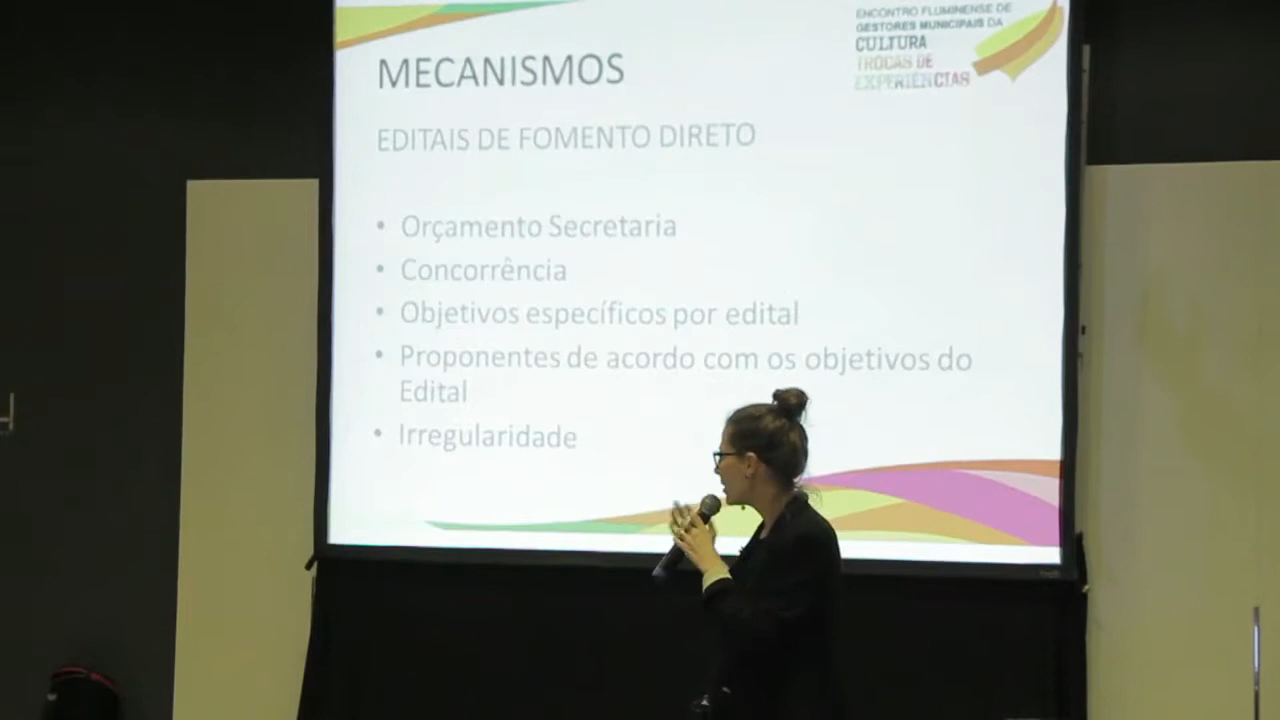 ENCONTRO FLUMINENSE DE
GESTORES MUNICIPAIS DA
CULTURA
TROCAS DE
EXPERIÊNCIAS
MECANISMOS
EDITAIS DE FOMENTO DIRETO
• Orçamento Secretaria
• Concorrência
• Objetivos específicos por edital
• Proponentes de acordo com os objetivos do
Edital
• Irregularidade